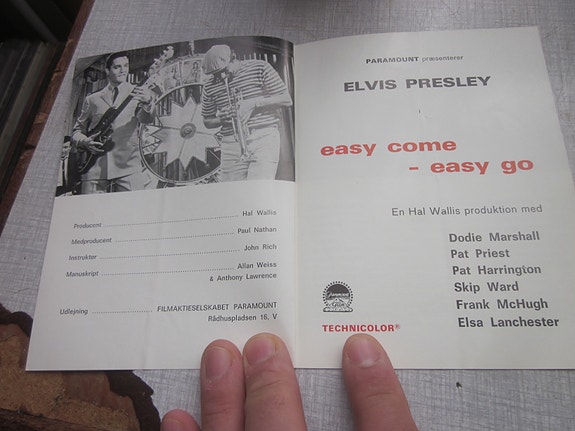 Producent ........ Hal Wallis
Medproducent ........ Paul Nathan
Instruktør ........ John Rich
Manuskript ........ Allan Weiss
& Anthony Lawrence
Udlejning ........ FILMAKTIESELSKABET PARAMOUNT
Rådhuspladsen 16, V
PARAMOUNT præsenterer
ELVIS PRESLEY
easy come
- easy go
En Hal Wallis produktion med
Dodie Marshall
Pat Priest
Pat Harrington
Skip Ward
Frank McHugh
Elsa Lanchester
Paramount
TECHNICOLOR®